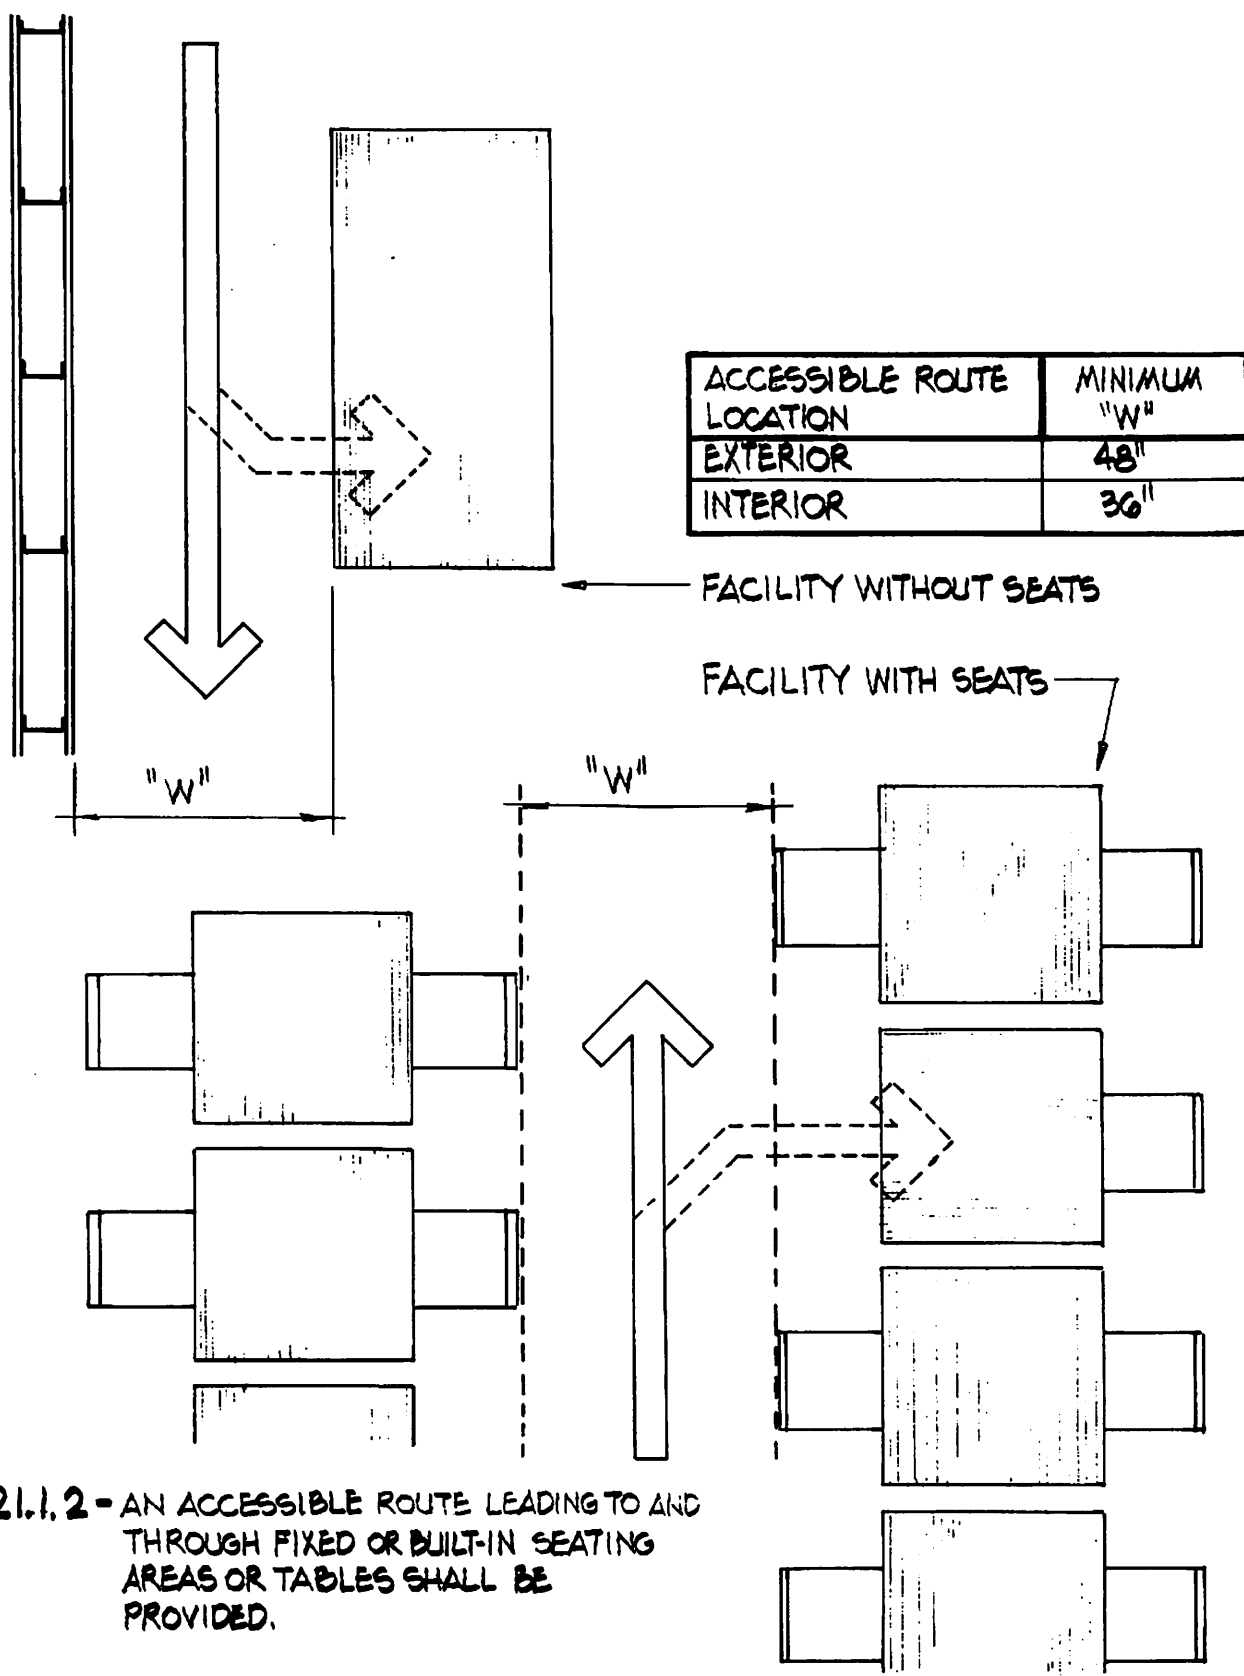 ACCESSIBLE ROUTE LOCATION MINIMUM "W"
EXTERIOR 48"
INTERIOR 36"
FACILITY WITHOUT SEATS
FACILITY WITH SEATS
"W"
"W"
21.1.2 - AN ACCESSIBLE ROUTE LEADING TO AND
THROUGH FIXED OR BUILT-IN SEATING
AREAS OR TABLES SHALL BE
PROVIDED.